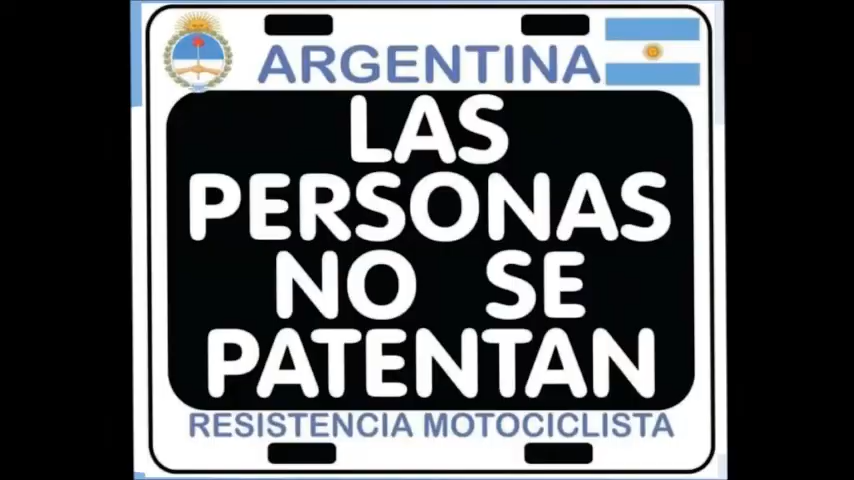 ARGENTINA
LAS
PERSONAS
NO SE
PATENTAN
RESISTENCIA MOTOCICLISTA